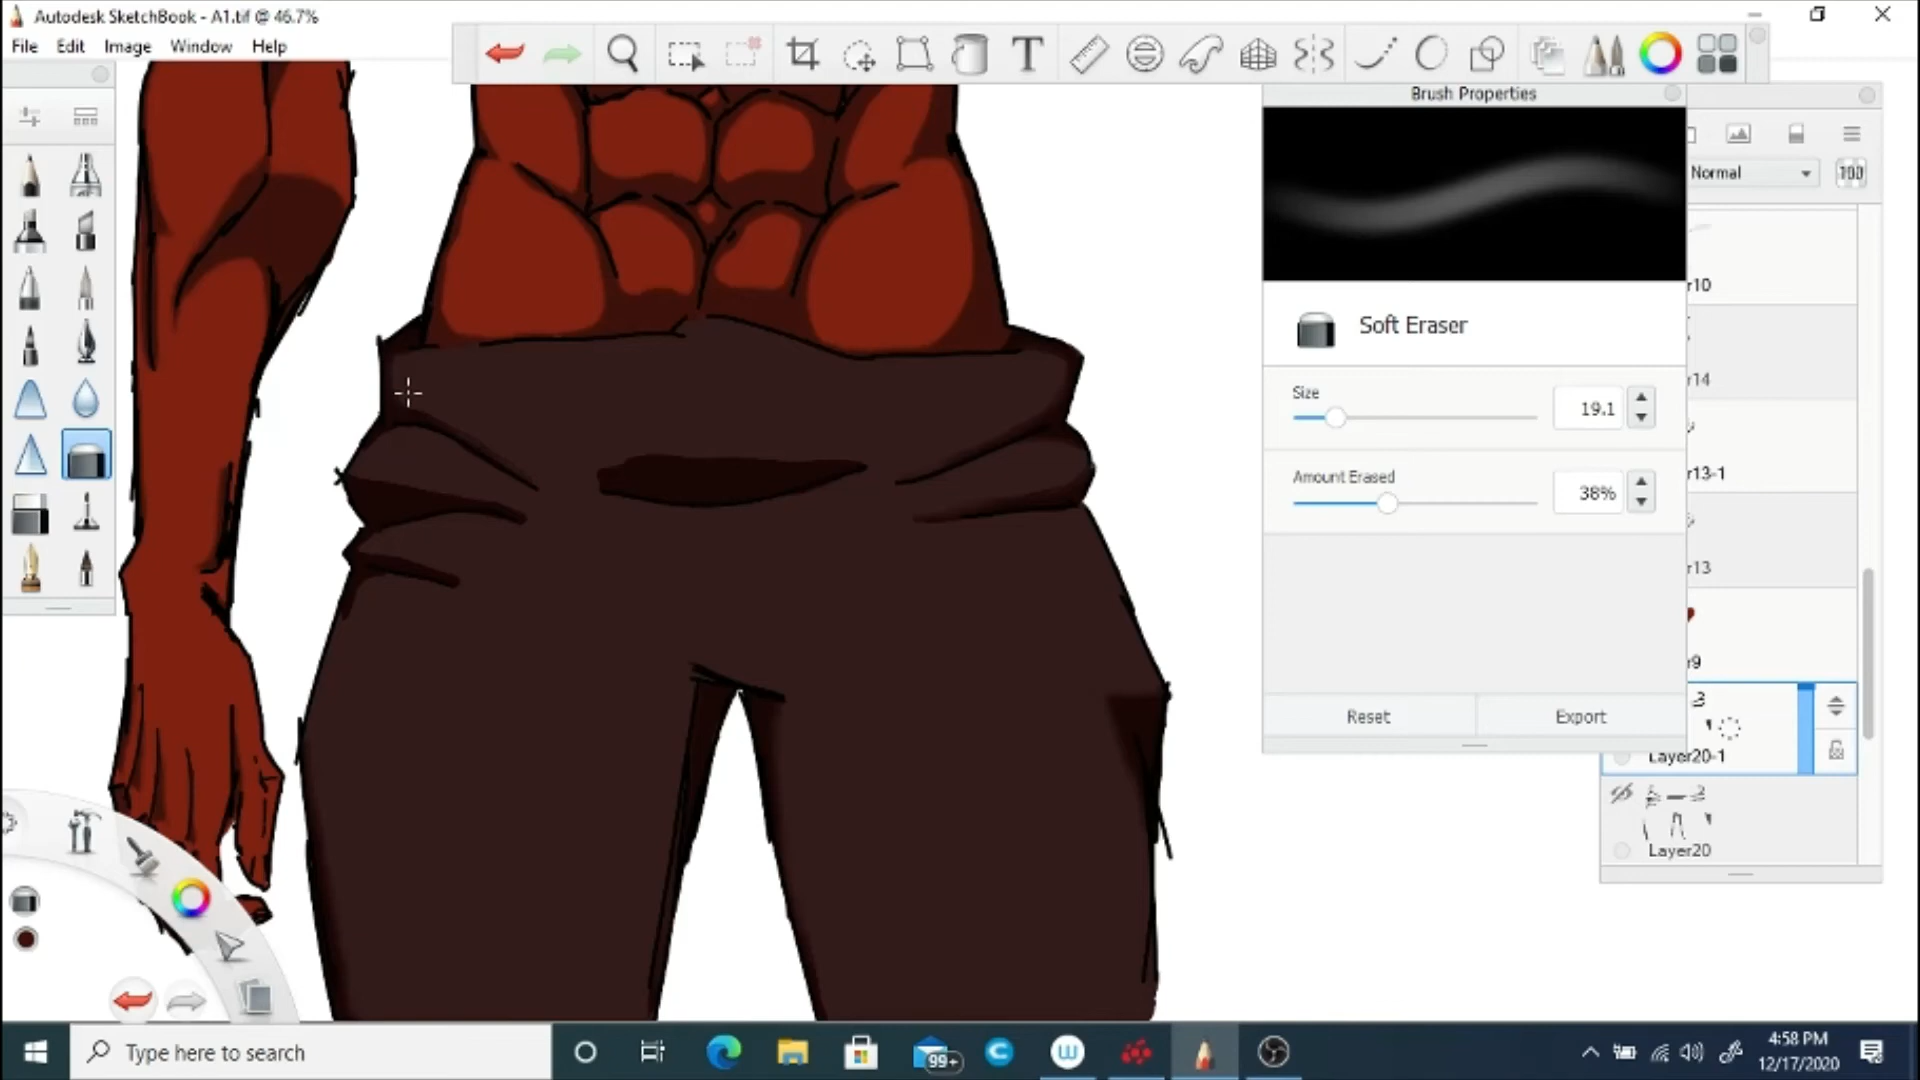 Autodesk SketchBook - A1.tif @ 46.7%
File Edit Image Window Help
T
Brush Properties
Normal
100
r10
Soft Eraser
r14
Size
19.1
r13-1
Amount Erased
38%
r13
r9
Reset Export
Layer20-1
Layer20
Type here to search
99+
4:58 PM
12/17/2020